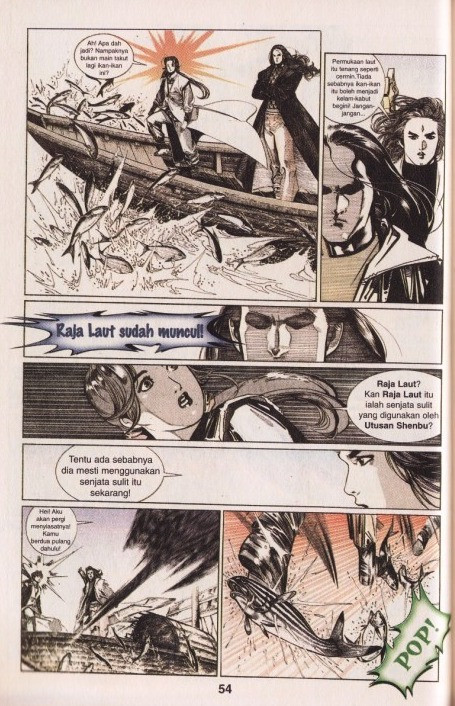 Ah! Apa dah
jadi? Nampaknya
bukan main takut
lagi ikan-ikan
ini?
Permukaan laut
itu tenang seperti
cermin.Tiada
sebabnya ikan-ikan
itu boleh menjadi
kelam-kabut
begini! Jangan-
jangan...
Raja Laut sudah muncul!
Raja Laut?
Kan Raja Laut itu
ialah senjata sulit
yang digunakan oleh
Utusan Shenbu?
Tentu ada sebabnya
dia mesti menggunakan
senjata sulit itu
sekarang!
Hei! Aku
akan pergi
menyiasatnya!
Kamu
berdua pulang
dahulu!
POP!
54